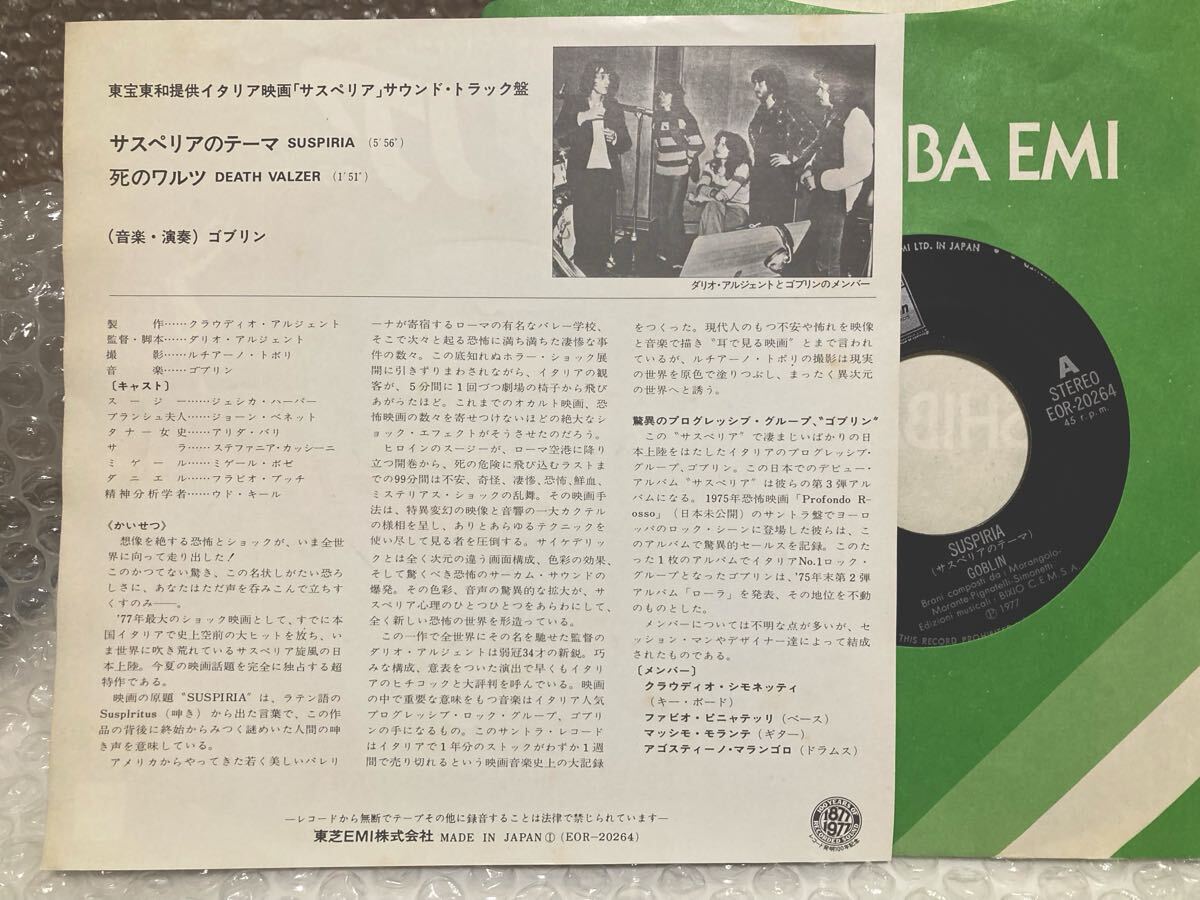 東宝東和提供イタリア映画「サスペリア」サウンド・トラック盤
サスペリアのテーマ SUSPIRIA (5′56″)
死のワルツ DEATH VALZER (1′51″)
(音楽・演奏) ゴブリン
ダリオ・アルジェントとゴブリンのメンバー
製作……クラウディオ・アルジェント
監督・脚本……ダリオ・アルジェント
撮影……ルチアーノ・トボリ
音楽……ゴブリン
〔キャスト〕
スージー……ジェシカ・ハーパー
ブランシュ夫人……ジョーン・ベネット
タナー女史……アリダ・バリ
サラ……ステファニア・カッシーニ
ミゲール……ミゲール・ボゼ
ダニエル……フラビオ・ブッチ
精神分析学者……ウド・キール
《かいせつ》
想像を絶する恐怖とショックが、いま全世
界に向って走り出した!
このかつてない驚き、この名状しがたい恐ろ
しさに、あなたはただ声を呑みこんで立ちす
くすのみ――。
'77年最大のショック映画として、すでに本
国イタリアで史上空前の大ヒットを放ち、い
ま世界に吹き荒れているサスペリア旋風の日
本上陸。今夏の映画話題を完全に独占する超
特作である。
映画の原題〝SUSPIRIA〟は、ラテン語の
SuspIritus(呻き)から出た言葉で、この作
品の背後に終始からみつく謎めいた人間の呻
き声を意味している。
アメリカからやってきた若く美しいバレリ
ーナが寄宿するローマの有名なバレー学校、
そこで次々と起る恐怖に満ち満ちた凄惨な事
件の数々。この底知れぬホラー・ショック展
開に引きずりまわされながら、イタリアの観
客が、5分間に1回づつ劇場の椅子から飛び
あがったほど。これまでのオカルト映画、恐
怖映画の数々を寄せつけないほどの絶大なシ
ョック・エフェクトがそうさせたのだろう。
ヒロインのスージーが、ローマ空港に降り
立つ開巻から、死の危険に飛び込むラストま
での99分間は不安、奇怪、凄惨、恐怖、鮮血、
ミステリアス・ショックの乱舞。その映画手
法は、特異変幻の映像と音響の一大カクテル
の様相を呈し、ありとあらゆるテクニックを
使い尽して見る者を圧倒する。サイケデリッ
クとは全く次元の違う画面構成、色彩の効果、
そして驚くべき恐怖のサーカム・サウンドの
爆発。その色彩、音声の驚異的な拡大が、サ
スペリア心理のひとつひとつをあらわにして、
全く新しい恐怖の世界を形造っている。
この一作で全世界にその名を馳せた監督の
ダリオ・アルジェントは弱冠34才の新鋭。巧
みな構成、意表をついた演出で早くもイタリ
アのヒチコックと大評判を呼んでいる。映画
の中で重要な意味をもつ音楽はイタリア人気
プログレッシブ・ロック・グループ、ゴブリ
ンの手になるもの。このサントラ・レコード
はイタリアで1年分のストックがわずか1週
間で売り切れるという映画音楽史上の大記録
をつくった。現代人のもつ不安や怖れを映像
と音楽で描き〝耳で見る映画〟とまで言われ
ているが、ルチアーノ・トボリの撮影は現実
の世界を原色で塗りつぶし、まったく異次元
の世界へと誘う。
驚異のプログレッシブ・グループ、〝ゴブリン〟
この〝サスペリア〟で凄まじいばかりの日
本上陸をはたしたイタリアのプログレッシブ・
グループ、ゴブリン。この日本でのデビュー・
アルバム〝サスペリア〟は彼らの第3弾アル
バムになる。1975年恐怖映画「Profondo R-
osso」(日本未公開)のサントラ盤でヨーロ
ッパのロック・シーンに登場した彼らは、こ
のアルバムで驚異的セールスを記録。このた
った1枚のアルバムでイタリアNo.1ロック・
グループとなったゴブリンは、'75年末第2弾
アルバム「ローラ」を発表、その地位を不動
のものとした。
メンバーについては不明な点が多いが、セ
ッション・マンやデザイナー達によって結成
されたものである。
〔メンバー〕
クラウディオ・シモネッティ
(キー・ボード)
ファビオ・ピニャテッリ(ベース)
マッシモ・モランテ(ギター)
アゴスティーノ・マランゴロ(ドラムス)
―レコードから無断でテープその他に録音することは法律で禁じられています―
東芝EMI株式会社 MADE IN JAPAN Ⓘ (EOR-20264)
100 YEARS OF
1877
1977
RECORDED SOUND
レコード発明100年記念
BA EMI
MI LTD. IN JAPAN
A
STEREO
EOR-20264
45 r.p.m.
SUSPIRIA
(サスペリアのテーマ)
GOBLIN
Brani composti da: Marangolo-
Morante-Pignatelli-Simonetti
Edizioni musicali: BIXIO C.E.M.S.A.
Ⓟ 1977
THIS RECORD PROHIBITED